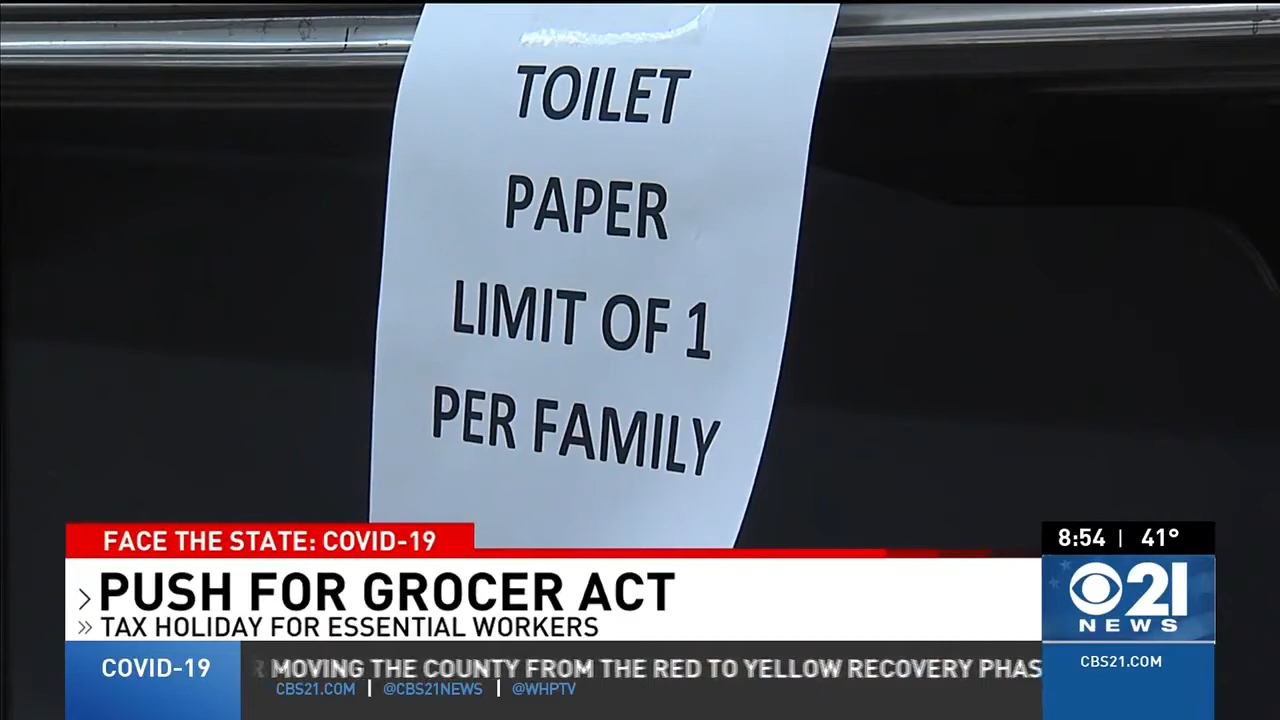 TOILET
PAPER
LIMIT OF 1
PER FAMILY
FACE THE STATE: COVID-19
PUSH FOR GROCER ACT
TAX HOLIDAY FOR ESSENTIAL WORKERS
8:54 | 41°
21
NEWS
CBS21.COM
COVID-19
R MOVING THE COUNTY FROM THE RED TO YELLOW RECOVERY PHAS
CBS21.COM | @CBS21NEWS | @WHPTV